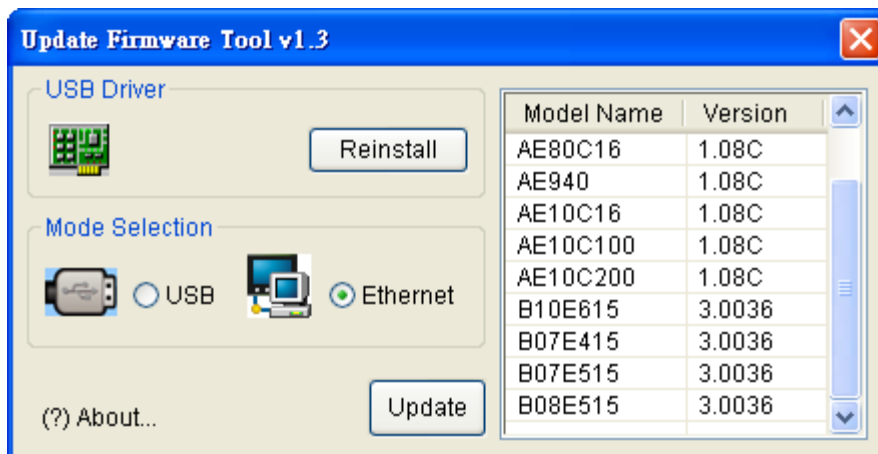 Update Firmware Tool v1.3
USB Driver
Reinstall
Mode Selection
USB
Ethernet
(?) About...
Update
Model Name Version
AE80C16 1.08C
AE940 1.08C
AE10C16 1.08C
AE10C100 1.08C
AE10C200 1.08C
B10E615 3.0036
B07E415 3.0036
B07E515 3.0036
B08E515 3.0036